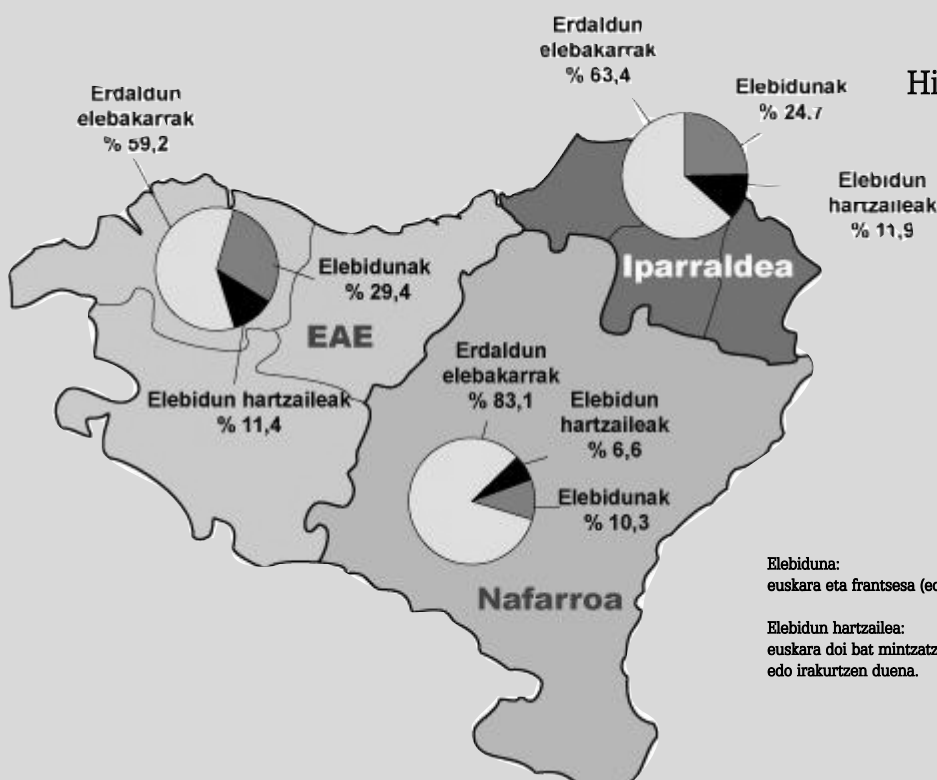 Erdaldun
elebakarrak
% 63,4
Elebidunak
% 24.7
Elebidun
hartzaileak
% 11,9
Hi
Erdaldun
elebakarrak
% 59,2
Elebidunak
% 29,4
Elebidun hartzaileak
% 11,4
EAE
Iparraldea
Erdaldun
elebakarrak
% 83,1
Elebidun
hartzaileak
% 6,6
Elebidunak
% 10,3
Nafarroa
Elebiduna:
euskara eta frantsesa (ed
Elebidun hartzailea:
euskara doi bat mintzatz
edo irakurtzen duena.